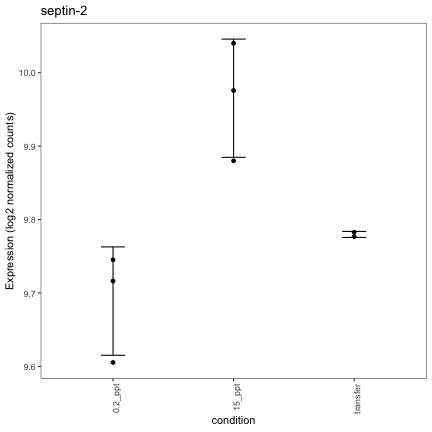 septin-2
Expression (log2 normalized counts)
10.0
9.9
9.8
9.7
9.6
0.2_ppt
15_ppt
transfer
condition